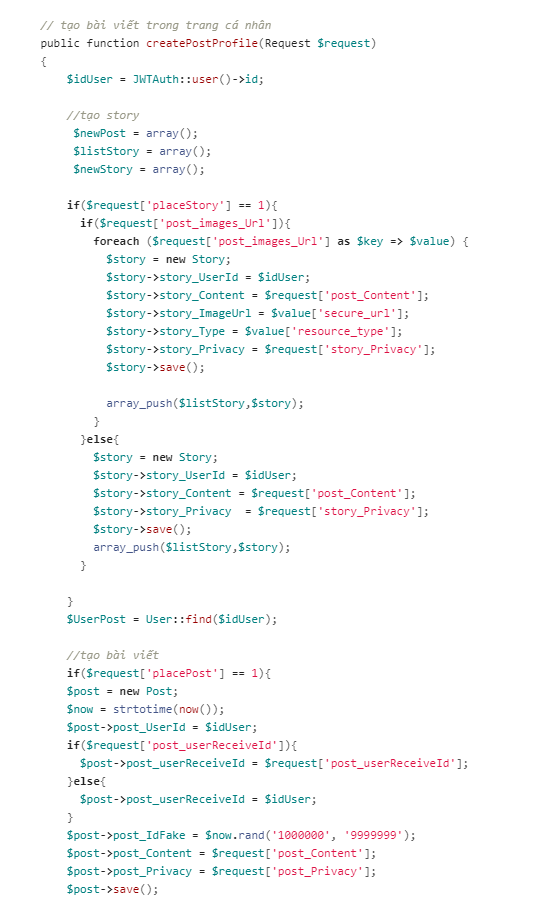 // tạo bài viết trong trang cá nhân
public function createPostProfile(Request $request)
{
    $idUser = JWTAuth::user()->id;

    //tạo story
     $newPost = array();
     $listStory = array();
     $newStory = array();

    if($request['placeStory'] == 1){
      if($request['post_images_Url']){
        foreach ($request['post_images_Url'] as $key => $value) {
          $story = new Story;
          $story->story_UserId = $idUser;
          $story->story_Content = $request['post_Content'];
          $story->story_ImageUrl = $value['secure_url'];
          $story->story_Type = $value['resource_type'];
          $story->story_Privacy = $request['story_Privacy'];
          $story->save();

          array_push($listStory,$story);
        }
      }else{
        $story = new Story;
        $story->story_UserId = $idUser;
        $story->story_Content = $request['post_Content'];
        $story->story_Privacy  = $request['story_Privacy'];
        $story->save();
        array_push($listStory,$story);
      }

    }
    $UserPost = User::find($idUser);

    //tạo bài viết
    if($request['placePost'] == 1){
    $post = new Post;
    $now = strtotime(now());
    $post->post_UserId = $idUser;
    if($request['post_userReceiveId']){
      $post->post_userReceiveId = $request['post_userReceiveId'];
    }else{
      $post->post_userReceiveId = $idUser;
    }
    $post->post_IdFake = $now.rand('1000000', '9999999');
    $post->post_Content = $request['post_Content'];
    $post->post_Privacy = $request['post_Privacy'];
    $post->save();